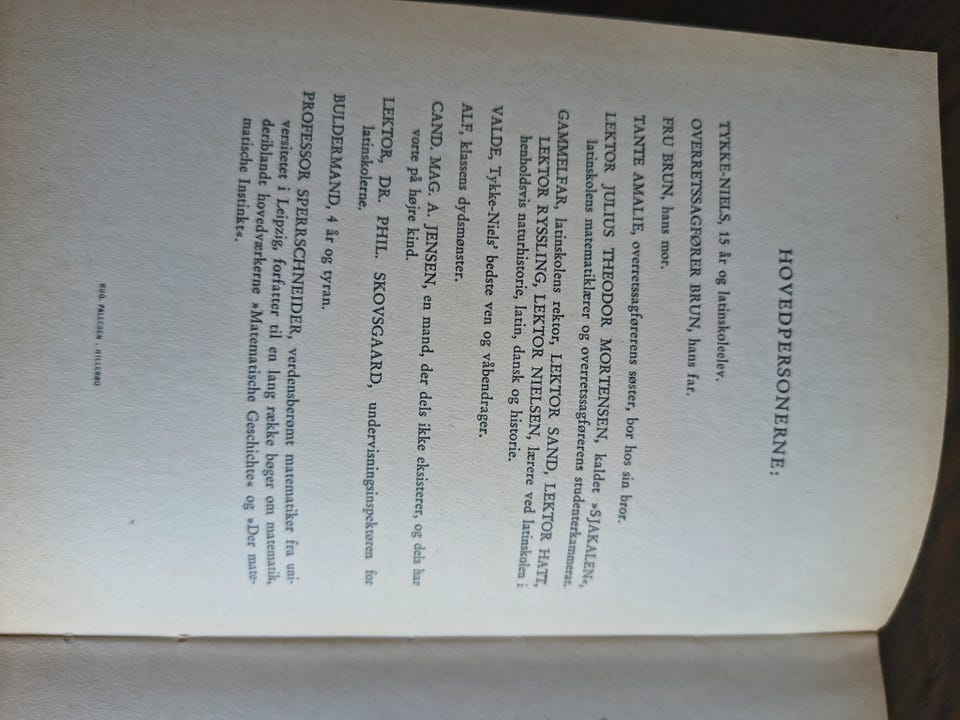 HOVEDPERSONERNE:
TYKKE-NIELS, 15 år og latinskoleelev.
OVERRETSSAGFØRER BRUN, hans far.
FRU BRUN, hans mor.
TANTE AMALIE, overretssagførerens søster, bor hos sin bror.
LEKTOR JULIUS THEODOR MORTENSEN, kaldet »SJAKALEN«,
latinskolens matematiklærer og overretssagførerens studenterkammerat.
GAMMELFAR, latinskolens rektor, LEKTOR SAND, LEKTOR HATT,
LEKTOR RYSSLING, LEKTOR NIELSEN, lærere ved latinskolen i
henholdsvis naturhistorie, latin, dansk og historie.
VALDE, Tykke-Niels' bedste ven og våbendrager.
ALF, klassens dydsmønster.
CAND. MAG. A. JENSEN, en mand, der dels ikke eksisterer, og dels har
vorte på højre kind.
LEKTOR, DR. PHIL. SKOVSGAARD, undervisningsinspektøren for
latinskolerne.
BULDERMAND, 4 år og tyran.
PROFESSOR SPERRSCHNEIDER, verdensberømt matematiker fra uni-
versitetet i Leipzig, forfatter til en lang række bøger om matematik,
deriblandt hovedværkerne »Matematische Geschichte« og »Der mate-
matische Instinkt«.
HVID. PALLESEN · HILLERØD